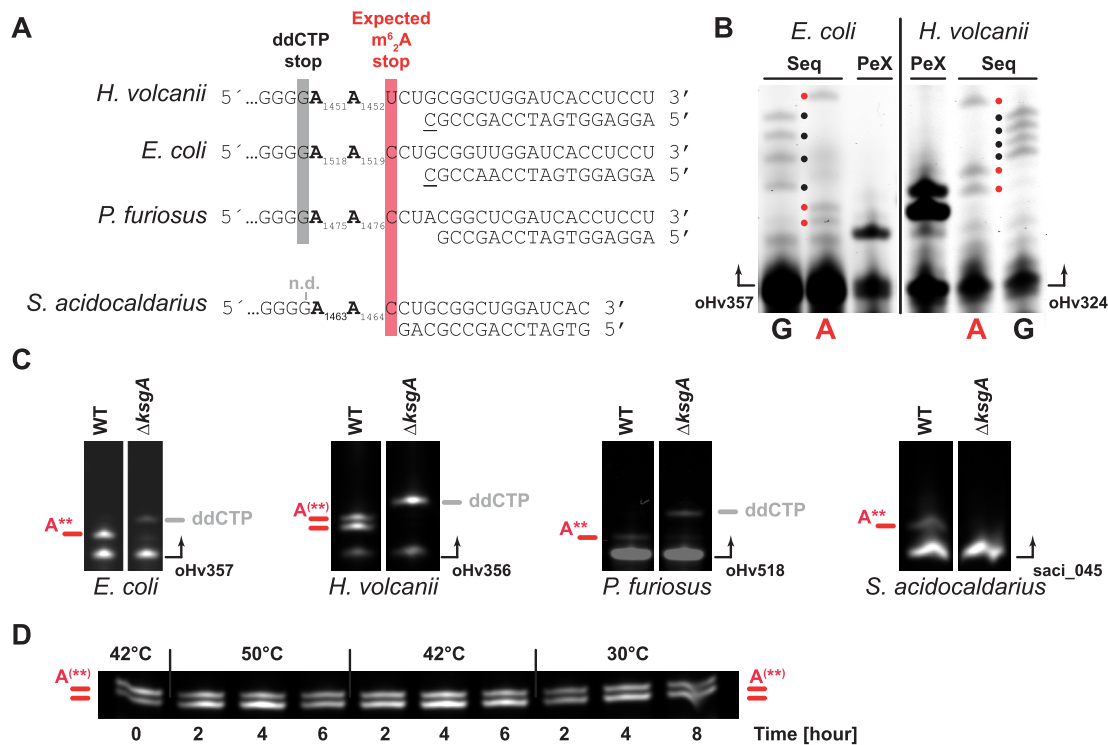 A
ddCTP
stop
Expected
m⁶₂A
stop
H. volcanii 5´…GGGGA₁₄₅₁A₁₄₅₂UCUGCGGCUGGAUCACCUCCU 3′
CGCCGACCTAGTGGAGGA 5′
E. coli 5´…GGGGA₁₅₁₈A₁₅₁₉CCUGCGGUUGGAUCACCUCCU 3′
CGCCAACCTAGTGGAGGA 5′
P. furiosus 5´…GGGGA₁₄₇₅A₁₄₇₆CCUACGGCUCGAUCACCUCCU 3′
GCCGACCTAGTGGAGGA 5′
n.d.
S. acidocaldarius 5´…GGGGA₁₄₆₃A₁₄₆₄CCUGCGGCUGGAUCAC 3′
GACGCCGACCTAGTG 5′
B
E. coli H. volcanii
Seq PeX PeX Seq
oHv357 oHv324
G A A G
C
WT ΔksgA WT ΔksgA WT ΔksgA WT ΔksgA
A** ddCTP A(**) ddCTP A** ddCTP A**
oHv357 oHv356 oHv518 saci_045
E. coli H. volcanii P. furiosus S. acidocaldarius
D
42°C 50°C 42°C 30°C
A(**) A(**)
0 2 4 6 2 4 6 2 4 8 Time [hour]